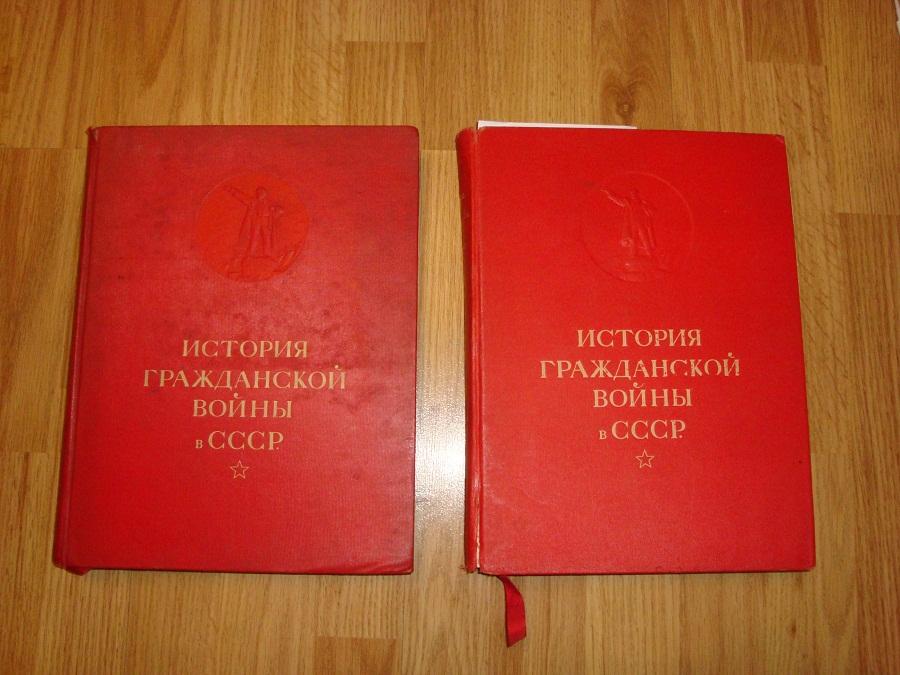 ИСТОРИЯ
ГРАЖДАНСКОЙ
ВОЙНЫ
в СССР.
ИСТОРИЯ
ГРАЖДАНСКОЙ
ВОЙНЫ
в СССР.